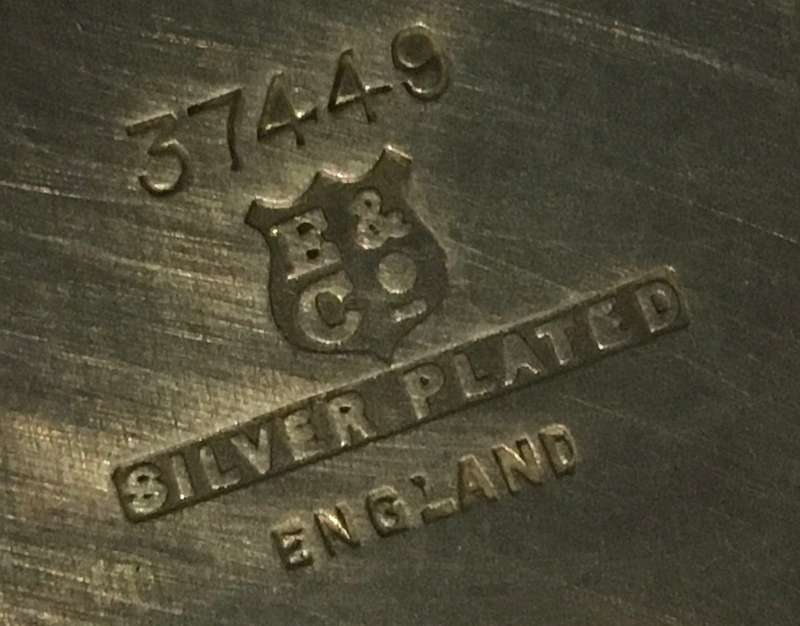 37449
E &
Co
SILVER PLATED
ENGLAND